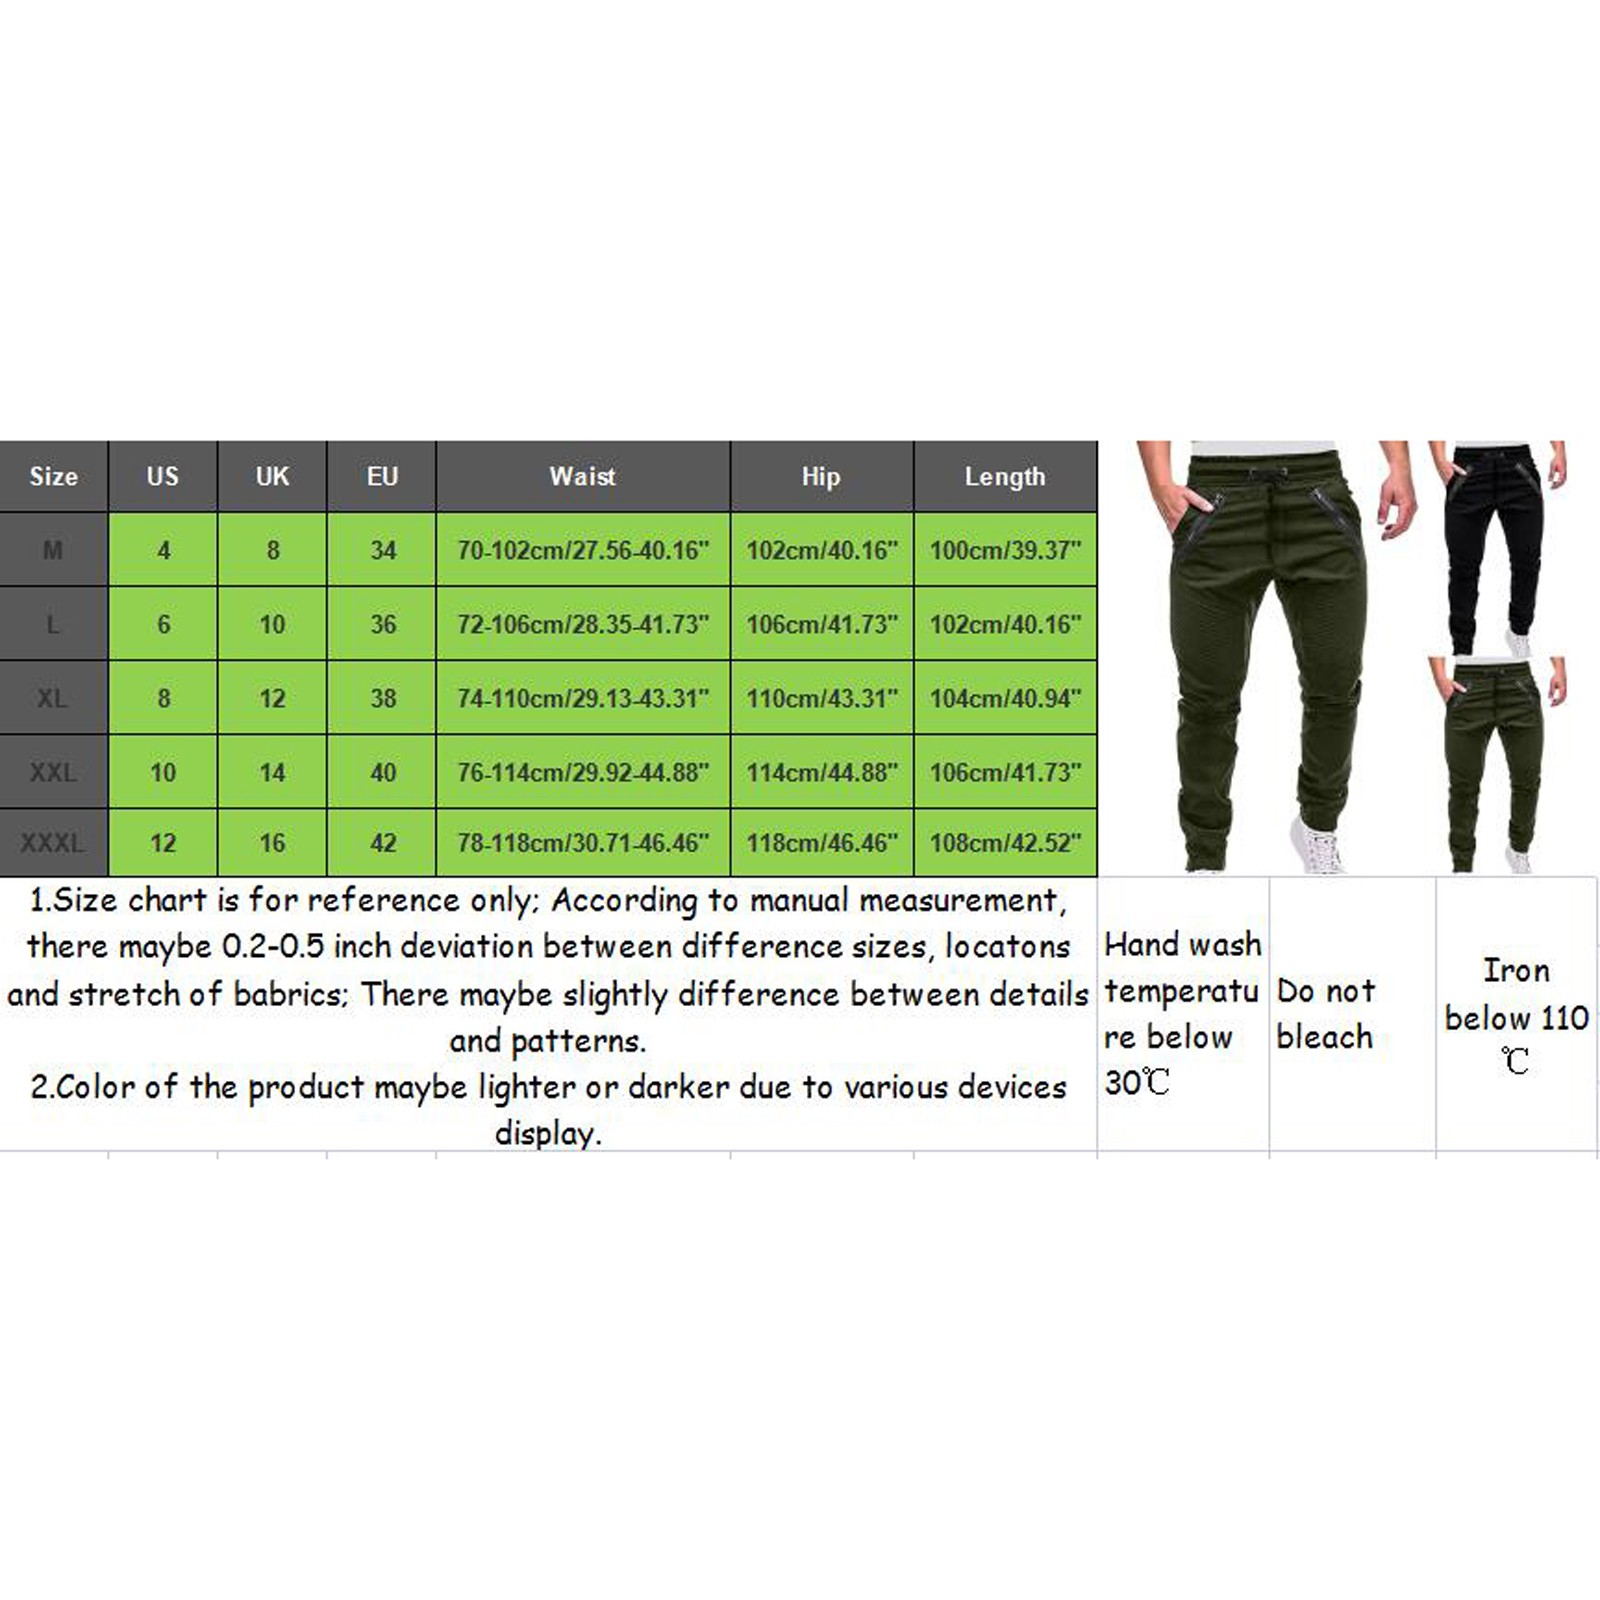 Size US UK EU Waist Hip Length
M 4 8 34 70-102cm/27.56-40.16" 102cm/40.16" 100cm/39.37"
L 6 10 36 72-106cm/28.35-41.73" 106cm/41.73" 102cm/40.16"
XL 8 12 38 74-110cm/29.13-43.31" 110cm/43.31" 104cm/40.94"
XXL 10 14 40 76-114cm/29.92-44.88" 114cm/44.88" 106cm/41.73"
XXXL 12 16 42 78-118cm/30.71-46.46" 118cm/46.46" 108cm/42.52"
1.Size chart is for reference only; According to manual measurement,
there maybe 0.2-0.5 inch deviation between difference sizes, locatons
and stretch of babrics; There maybe slightly difference between details
and patterns.
2.Color of the product maybe lighter or darker due to various devices
display.
Hand wash
temperatu
re below
30℃
Do not
bleach
Iron
below 110
℃